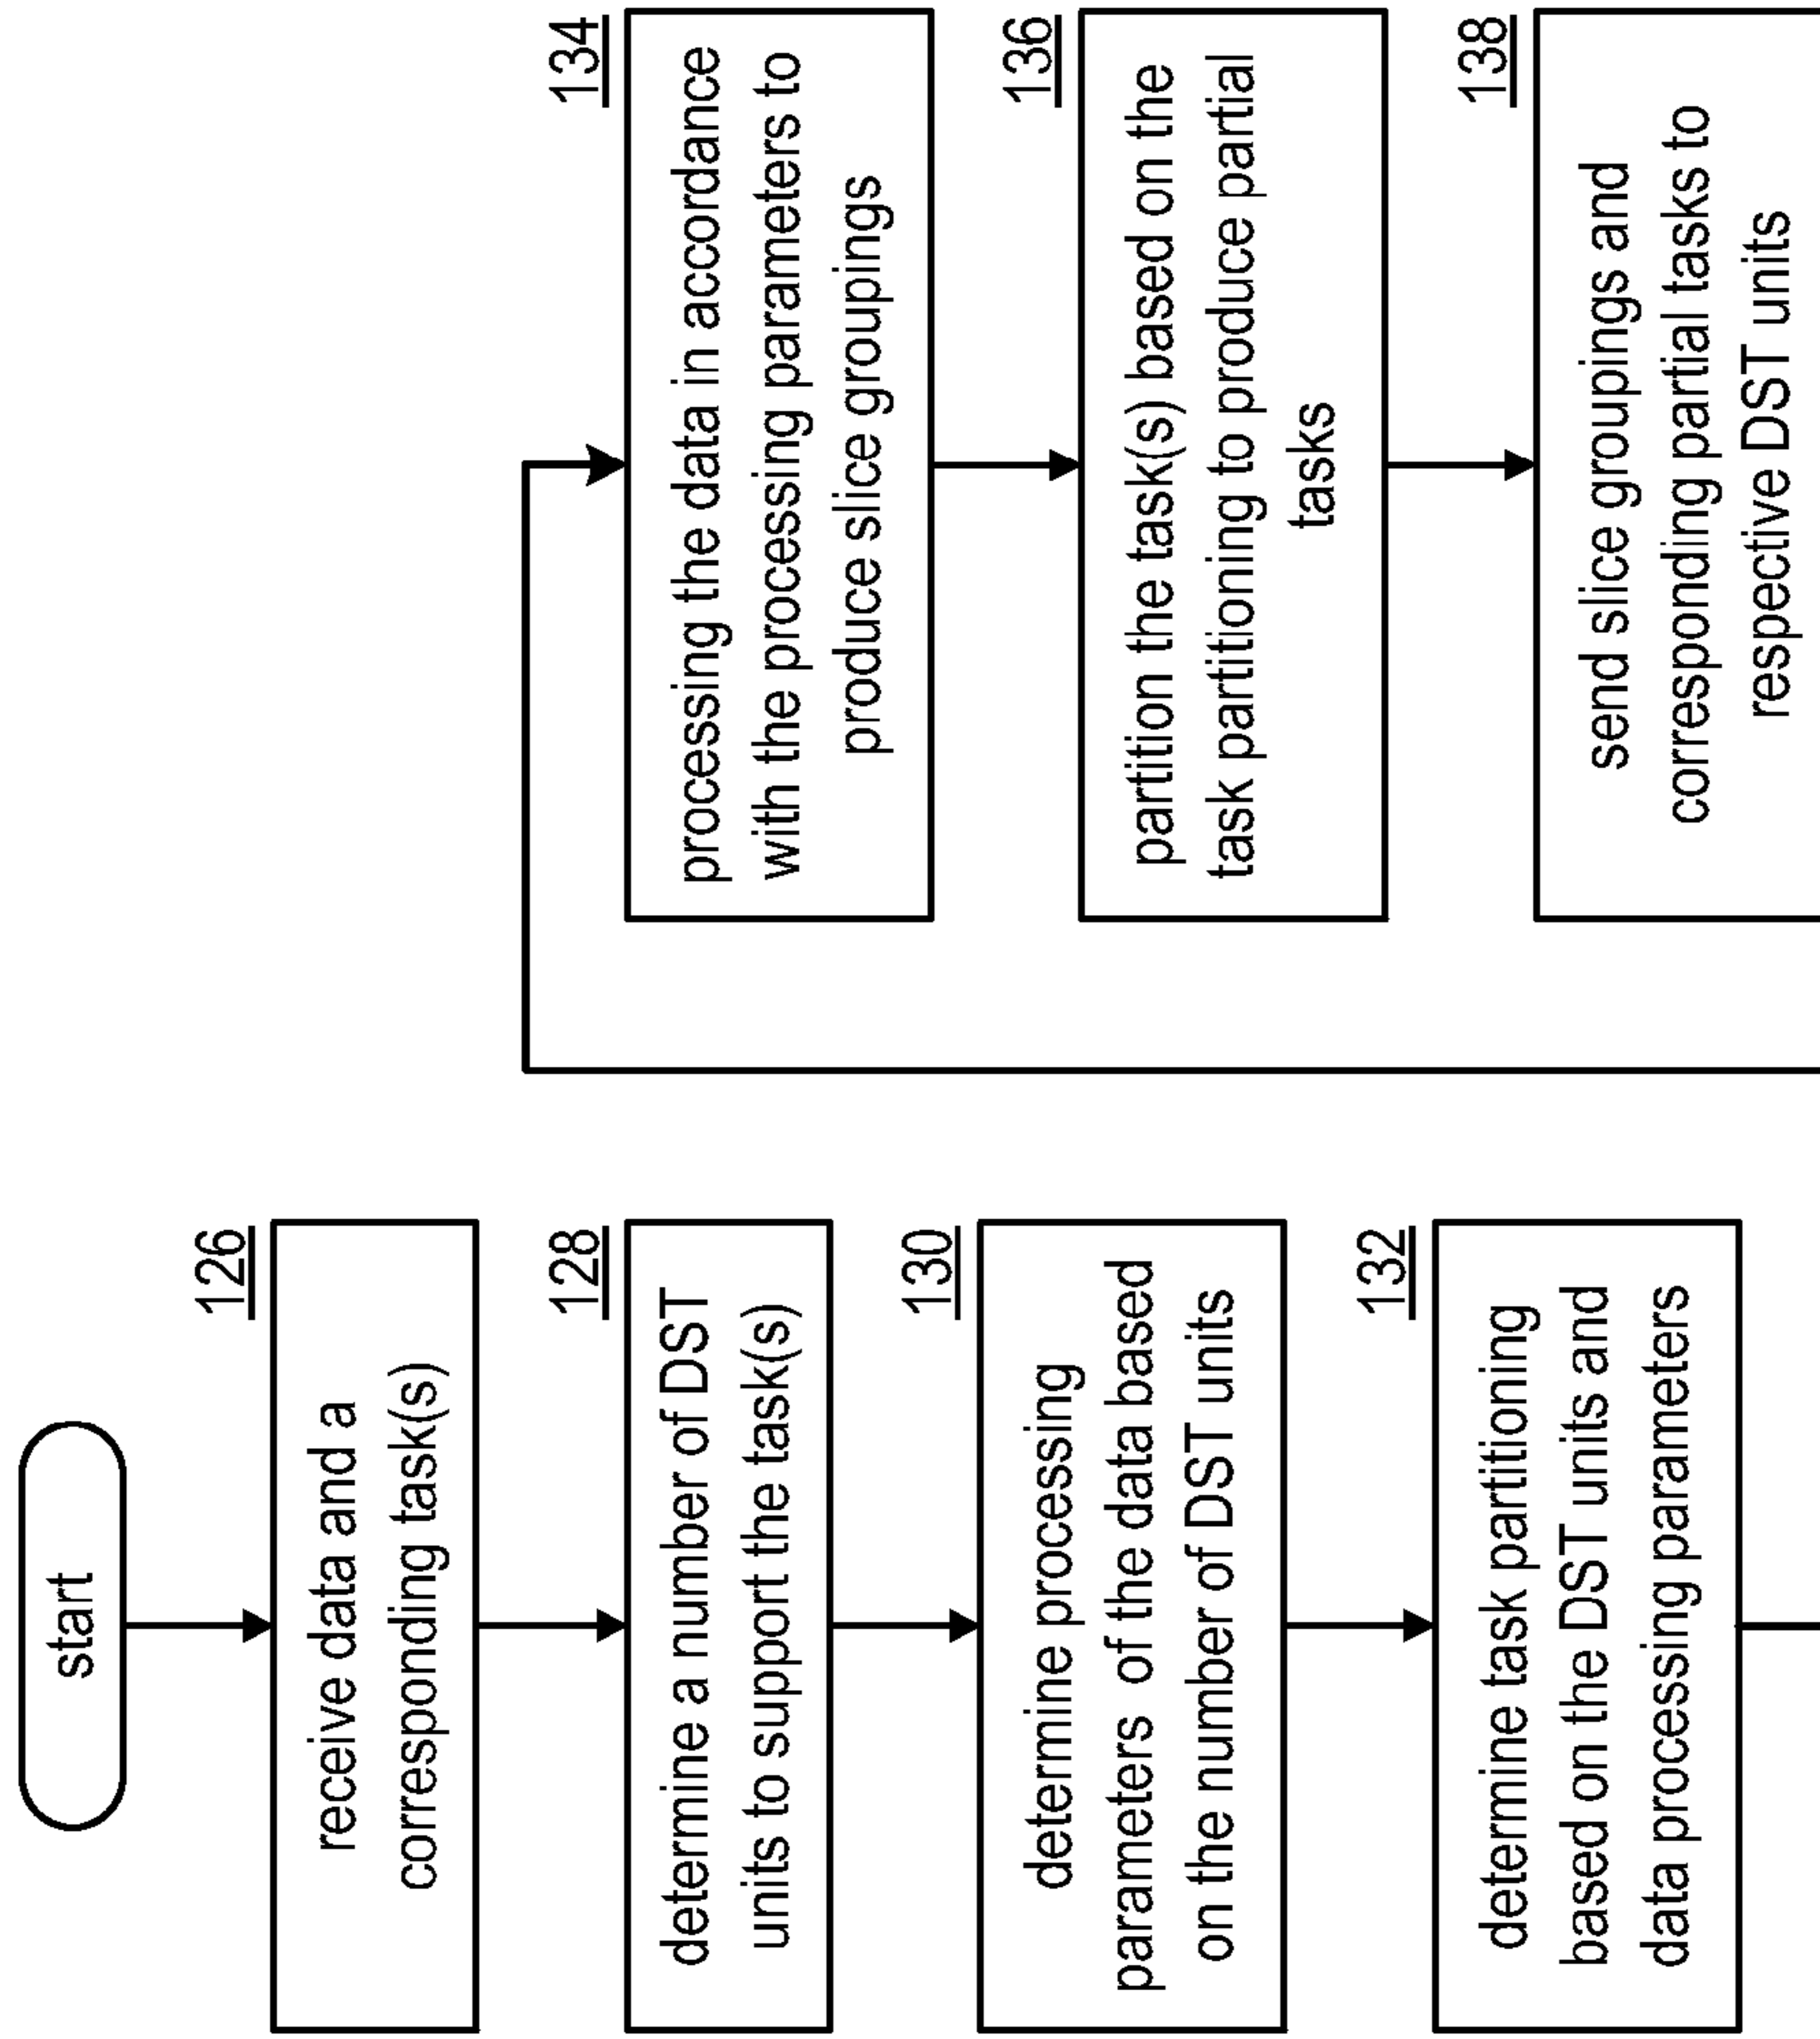 start
126
receive data and a
corresponding task(s)
128
determine a number of DST
units to support the task(s)
130
determine processing
parameters of the data based
on the number of DST units
132
determine task partitioning
based on the DST units and
data processing parameters
134
processing the data in accordance
with the processing parameters to
produce slice groupings
136
partition the task(s) based on the
task partitioning to produce partial
tasks
138
send slice groupings and
corresponding partial tasks to
respective DST units